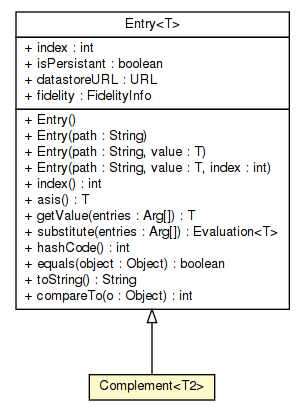 Entry<T>
+ index : int
+ isPersistant : boolean
+ datastoreURL : URL
+ fidelity : FidelityInfo
+ Entry()
+ Entry(path : String)
+ Entry(path : String, value : T)
+ Entry(path : String, value : T, index : int)
+ index() : int
+ asis() : T
+ getValue(entries : Arg[]) : T
+ substitute(entries : Arg[]) : Evaluation<T>
+ hashCode() : int
+ equals(object : Object) : boolean
+ toString() : String
+ compareTo(o : Object) : int
Complement<T2>